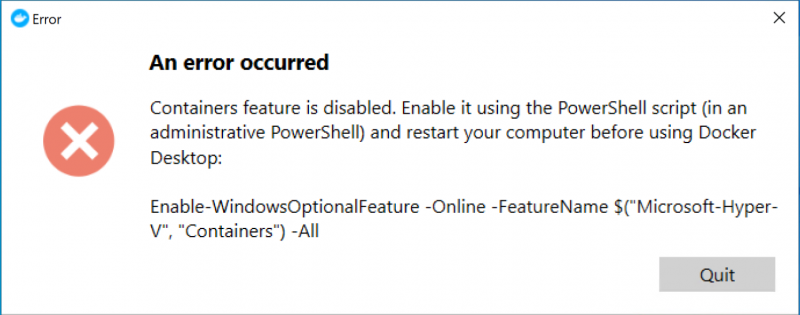 Error
An error occurred
Containers feature is disabled. Enable it using the PowerShell script (in an
administrative PowerShell) and restart your computer before using Docker
Desktop:
Enable-WindowsOptionalFeature -Online -FeatureName $("Microsoft-Hyper-
V", "Containers") -All
Quit